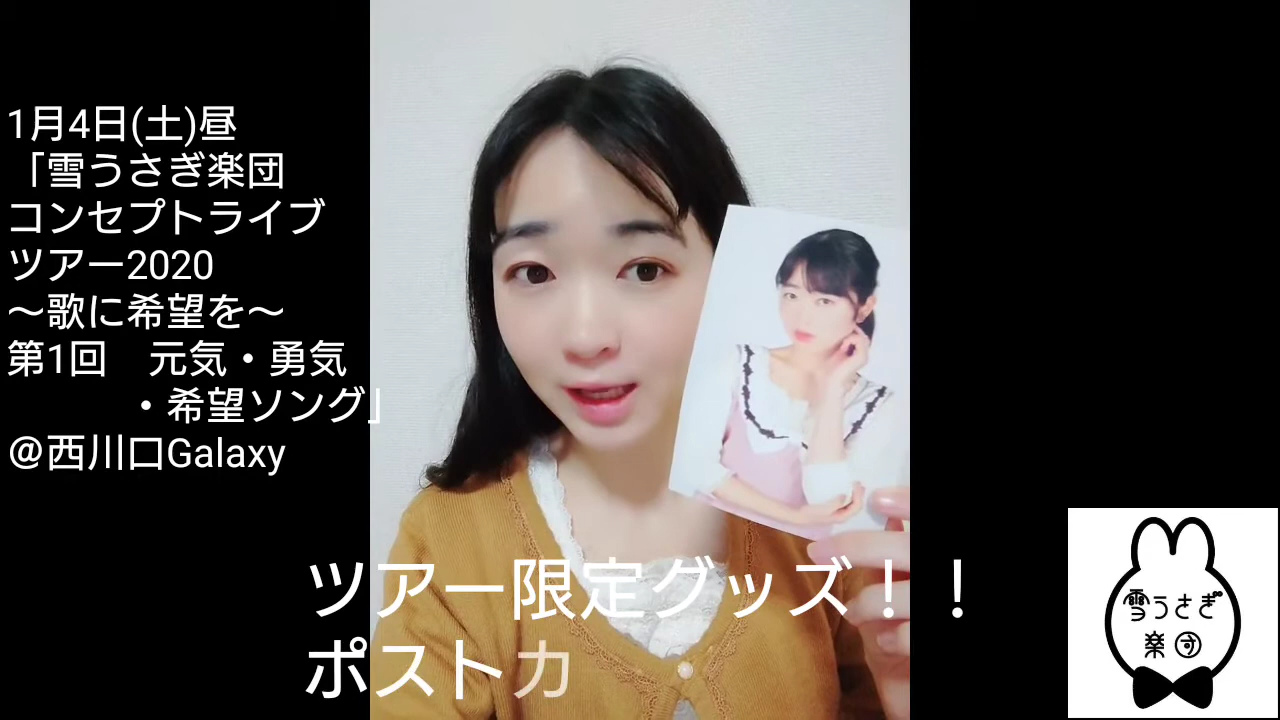 1月4日(土)昼
「雪うさぎ楽団
コンセプトライブ
ツアー2020
～歌に希望を～
第1回　元気・勇気
・希望ソング」
@西川口Galaxy
ツアー限定グッズ！！
ポストカ
雪うさぎ
楽団